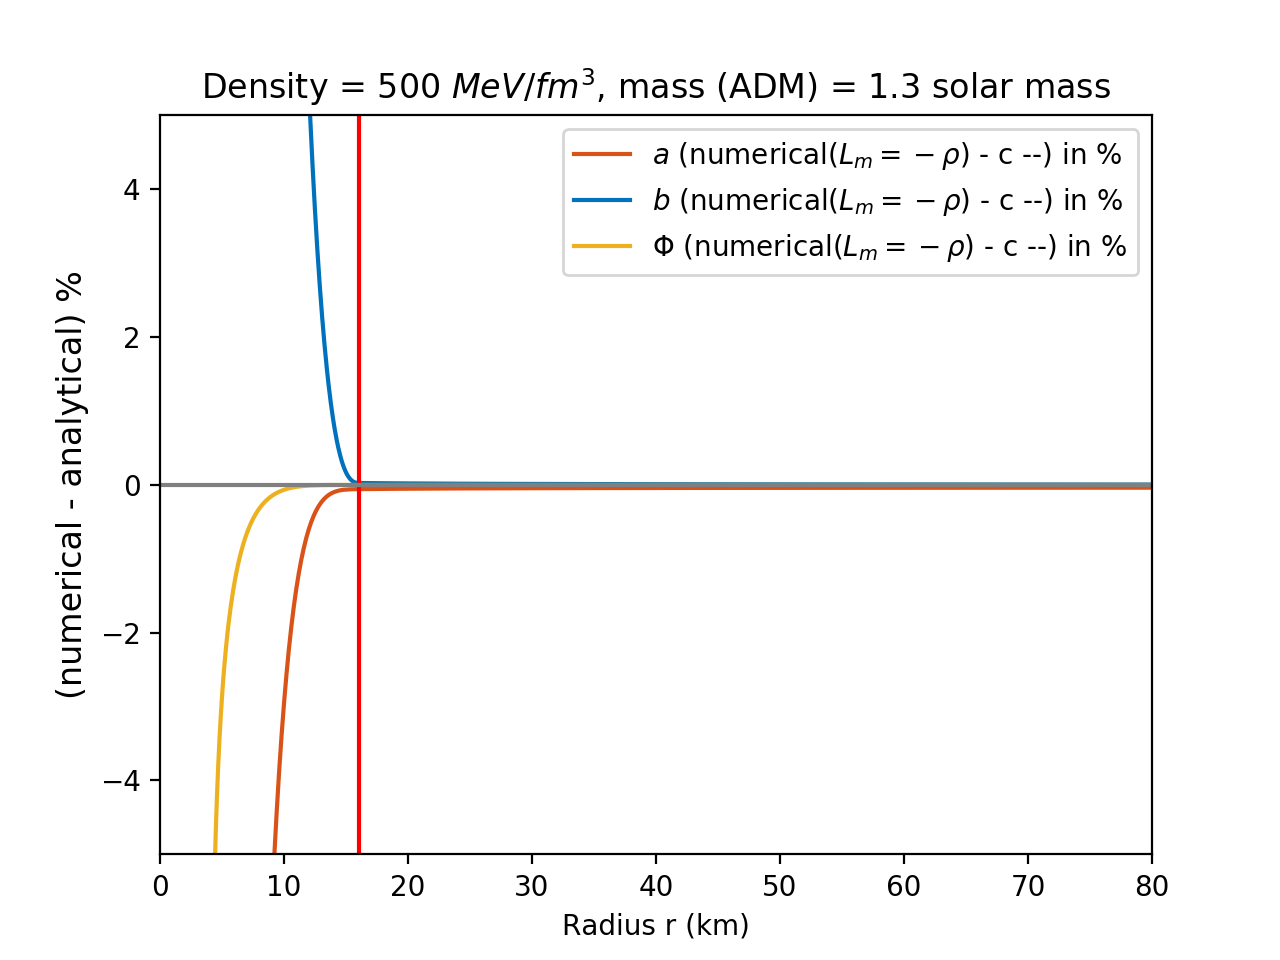 Density = 500 MeV/fm³, mass (ADM) = 1.3 solar mass
a (numerical(Lₘ = − ρ) - c --) in %
b (numerical(Lₘ = − ρ) - c --) in %
Φ (numerical(Lₘ = − ρ) - c --) in %
(numerical - analytical) %
4
2
0
−2
−4
0 10 20 30 40 50 60 70 80
Radius r (km)